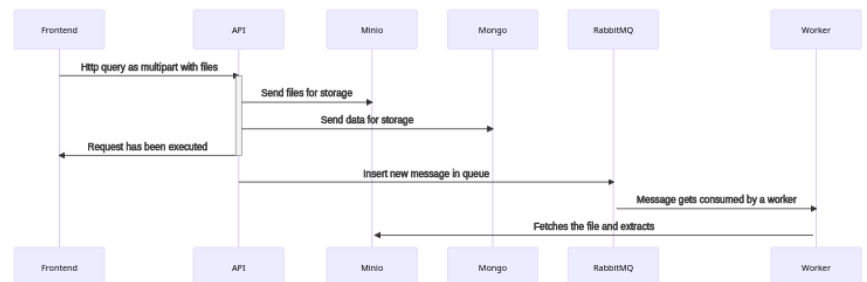 Frontend
API
Minio
Mongo
RabbitMQ
Worker
Http query as multipart with files
Send files for storage
Send data for storage
Request has been executed
Insert new message in queue
Message gets consumed by a worker
Fetches the file and extracts
Frontend
API
Minio
Mongo
RabbitMQ
Worker